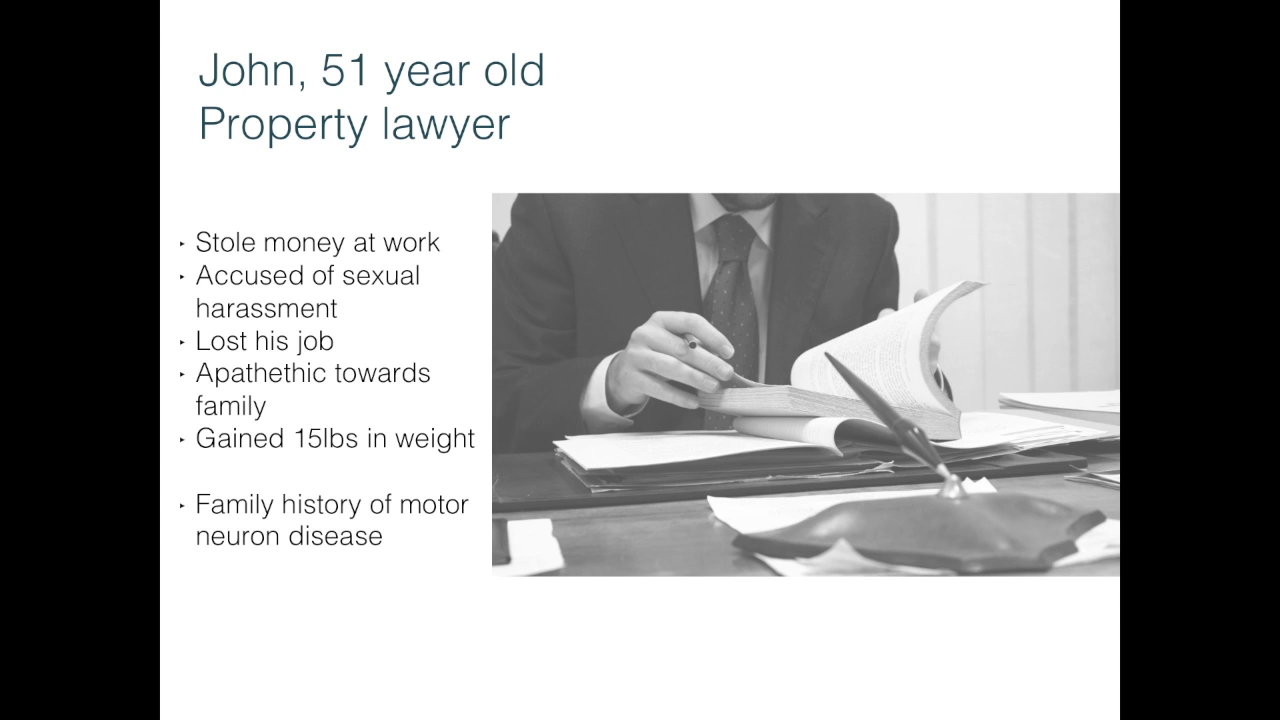 John, 51 year old
Property lawyer
‣ Stole money at work
‣ Accused of sexual
harassment
‣ Lost his job
‣ Apathethic towards
family
‣ Gained 15lbs in weight
‣ Family history of motor
neuron disease